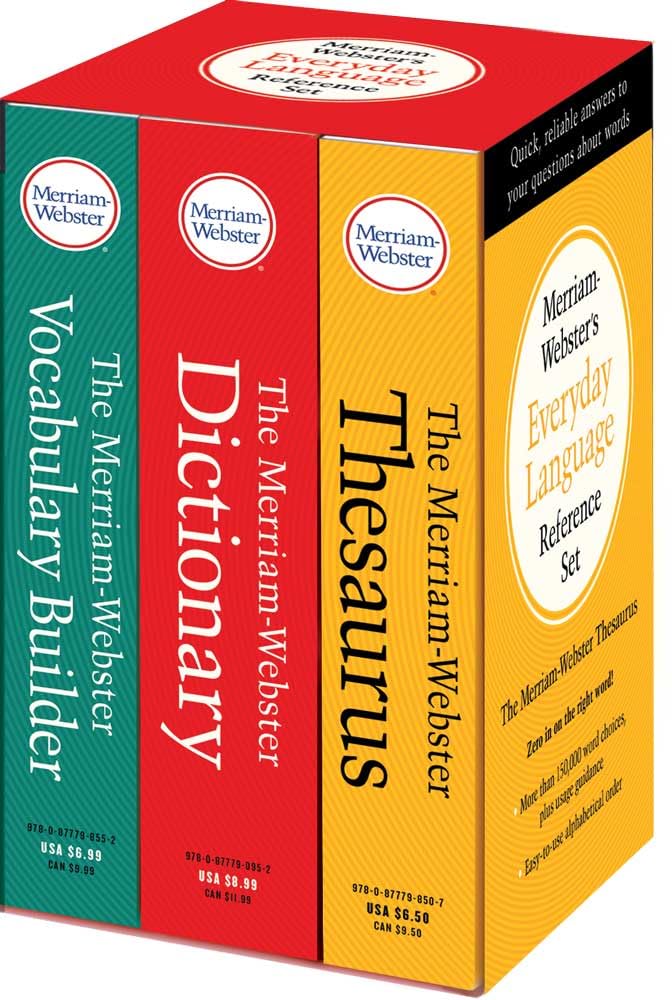 Merriam-
Webster's
Everyday
Language
Reference
Set
Merriam-
Webster
The Merriam-Webster
Vocabulary Builder
978-0-87779-855-2
USA $6.99
CAN $9.99
Merriam-
Webster
The Merriam-Webster
Dictionary
978-0-87779-095-2
USA $8.99
CAN $11.99
Merriam-
Webster
The Merriam-Webster
Thesaurus
978-0-87779-850-7
USA $6.50
CAN $9.50
Quick, reliable answers to
your questions about words
Merriam-
Webster's
Everyday
Language
Reference
Set
The Merriam-Webster Thesaurus
Zero in on the right word!
• More than 150,000 word choices,
plus usage guidance
• Easy-to-use alphabetical order